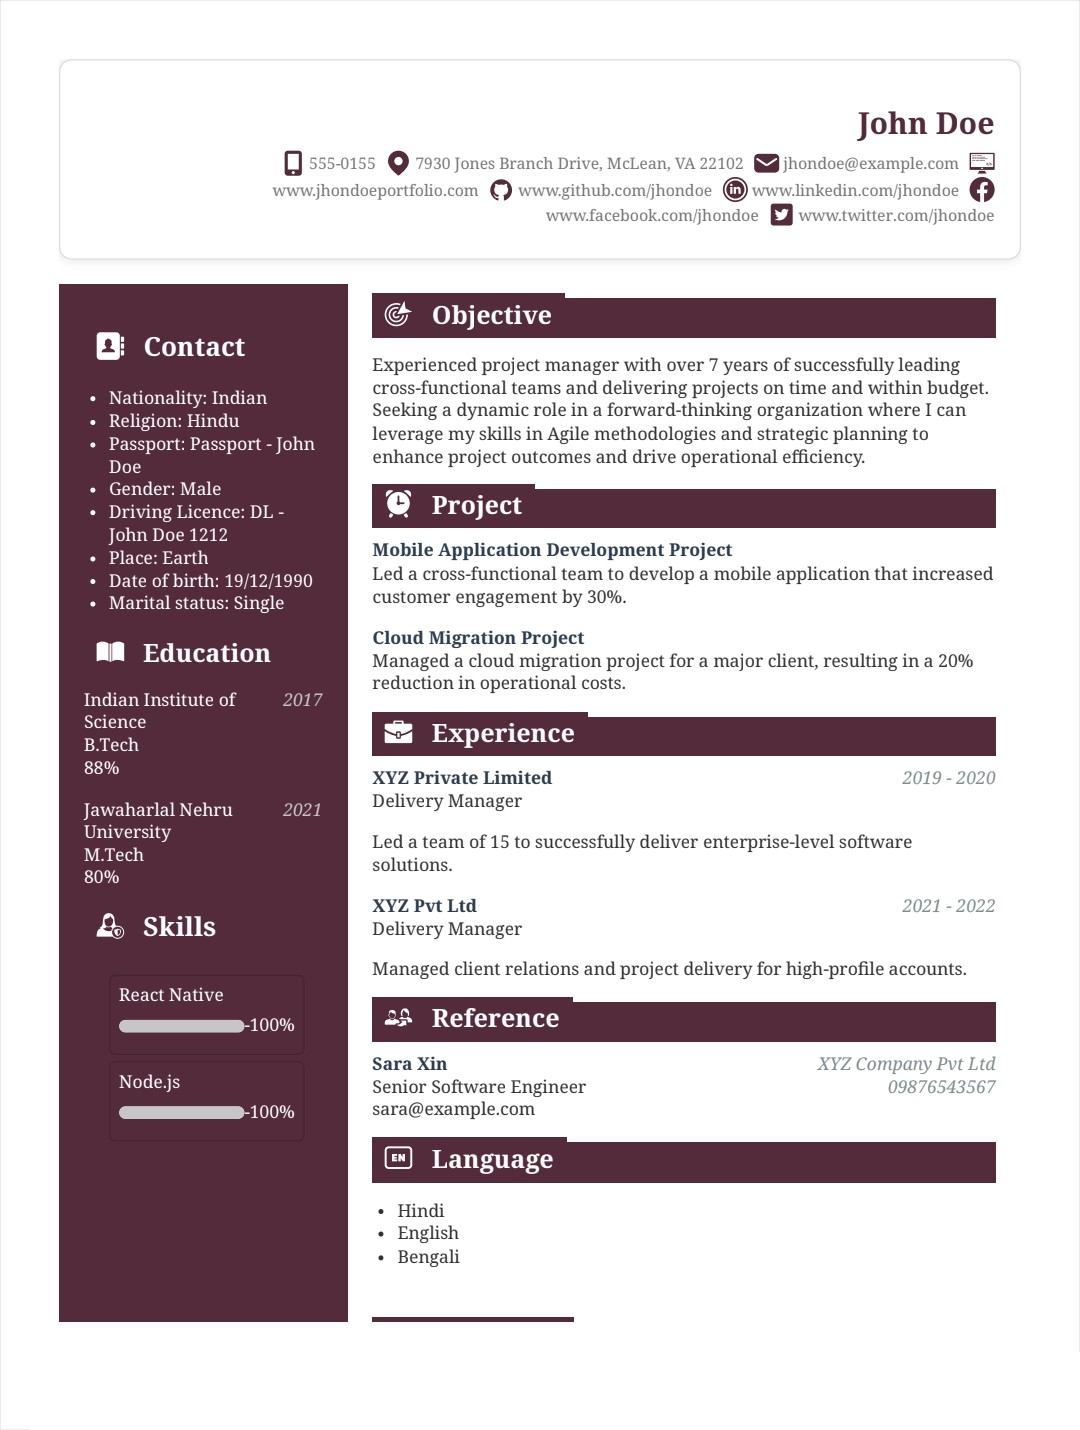 John Doe
555-0155 7930 Jones Branch Drive, McLean, VA 22102 jhondoe@example.com
www.jhondoeportfolio.com www.github.com/jhondoe www.linkedin.com/jhondoe
www.facebook.com/jhondoe www.twitter.com/jhondoe
Contact
• Nationality: Indian
• Religion: Hindu
• Passport: Passport - John
Doe
• Gender: Male
• Driving Licence: DL -
John Doe 1212
• Place: Earth
• Date of birth: 19/12/1990
• Marital status: Single
Education
Indian Institute of 2017
Science
B.Tech
88%
Jawaharlal Nehru 2021
University
M.Tech
80%
Skills
React Native
-100%
Node.js
-100%
Objective
Experienced project manager with over 7 years of successfully leading
cross-functional teams and delivering projects on time and within budget.
Seeking a dynamic role in a forward-thinking organization where I can
leverage my skills in Agile methodologies and strategic planning to
enhance project outcomes and drive operational efficiency.
Project
Mobile Application Development Project
Led a cross-functional team to develop a mobile application that increased
customer engagement by 30%.
Cloud Migration Project
Managed a cloud migration project for a major client, resulting in a 20%
reduction in operational costs.
Experience
XYZ Private Limited 2019 - 2020
Delivery Manager
Led a team of 15 to successfully deliver enterprise-level software
solutions.
XYZ Pvt Ltd 2021 - 2022
Delivery Manager
Managed client relations and project delivery for high-profile accounts.
Reference
Sara Xin XYZ Company Pvt Ltd
Senior Software Engineer 09876543567
sara@example.com
EN Language
• Hindi
• English
• Bengali